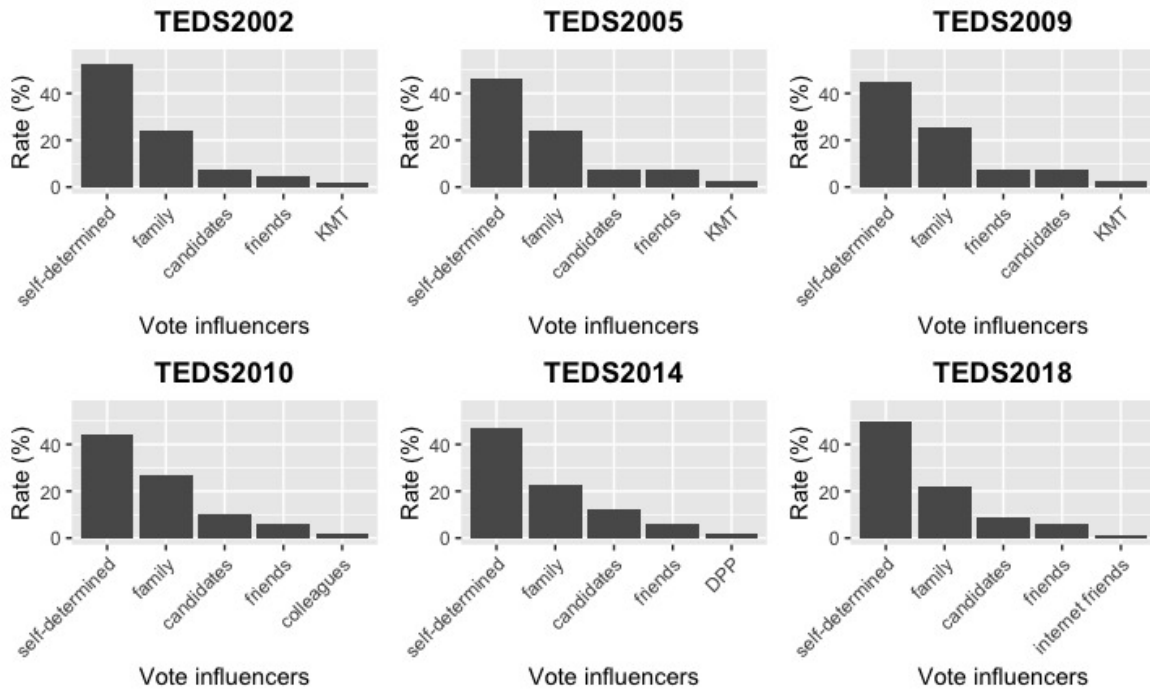 TEDS2002
Rate (%)
40
20
0
self-determined
family
candidates
friends
KMT
Vote influencers
TEDS2005
Rate (%)
40
20
0
self-determined
family
candidates
friends
KMT
Vote influencers
TEDS2009
Rate (%)
40
20
0
self-determined
family
friends
candidates
KMT
Vote influencers
TEDS2010
Rate (%)
40
20
0
self-determined
family
candidates
friends
colleagues
Vote influencers
TEDS2014
Rate (%)
40
20
0
self-determined
family
candidates
friends
DPP
Vote influencers
TEDS2018
Rate (%)
40
20
0
self-determined
family
candidates
friends
internet friends
Vote influencers